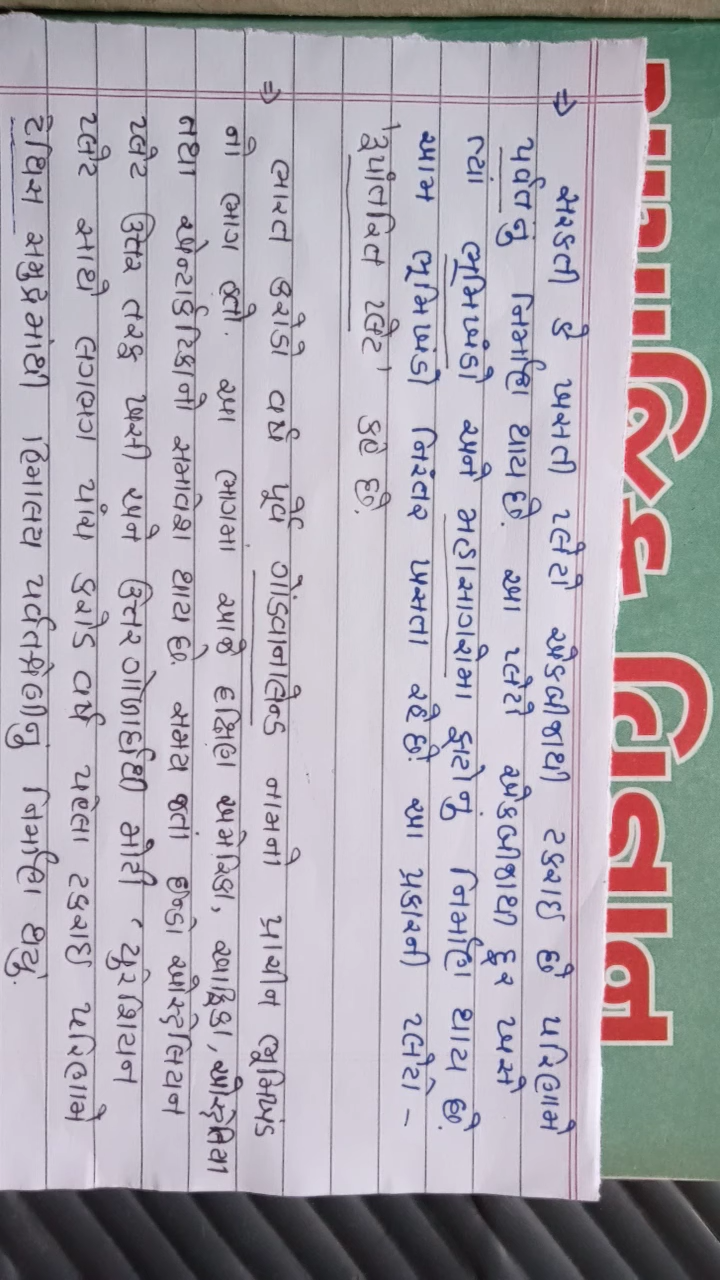 સામાજિક વિજ્ઞાન
⇒ સરકતી કે ખસતી પ્લેટો એકબીજાથી ટકરાઇ છે પરિણામે
પર્વતનું નિર્માણ થાય છે. આ પ્લેટો એકબીજાથી દૂર ખસે
ત્યાં ભૂમિખંડો અને મહાસાગરોમા ફાટોનું નિર્માણ થાય છે.
આમ ભૂમિખંડો નિરંતર ખસતા રહે છે. આ પ્રકારની પ્લેટો –
રૂપાંતરિત પ્લેટ' કહે છે.
⇒ ભારત કરોડો વર્ષ પૂર્વે ગોંડવાનાલેન્ડ નામનો પ્રાચીન ભૂમિખંડ
નો ભાગ હતો. આ ભાગમાં આજે દક્ષિણ અમેરિકા, આફ્રિકા, ઓસ્ટ્રેલિયા
તથા એન્ટાર્કટિકાનો સમાવેશ થાય છે. સમય જતાં ઇન્ડો ઓસ્ટ્રેલિયન
પ્લેટ ઉત્તર તરફ ખસી અને ઉત્તર ગોળાર્ધથી મોટી ' યુરેશિયન
પ્લેટ સાથે લગભગ પાંચ કરોડ વર્ષ પહેલા ટકરાઇ પરિણામે
ટેથિસ સમુદ્રમાંથી હિમાલય પર્વતશ્રેણીનું નિર્માણ થયું.